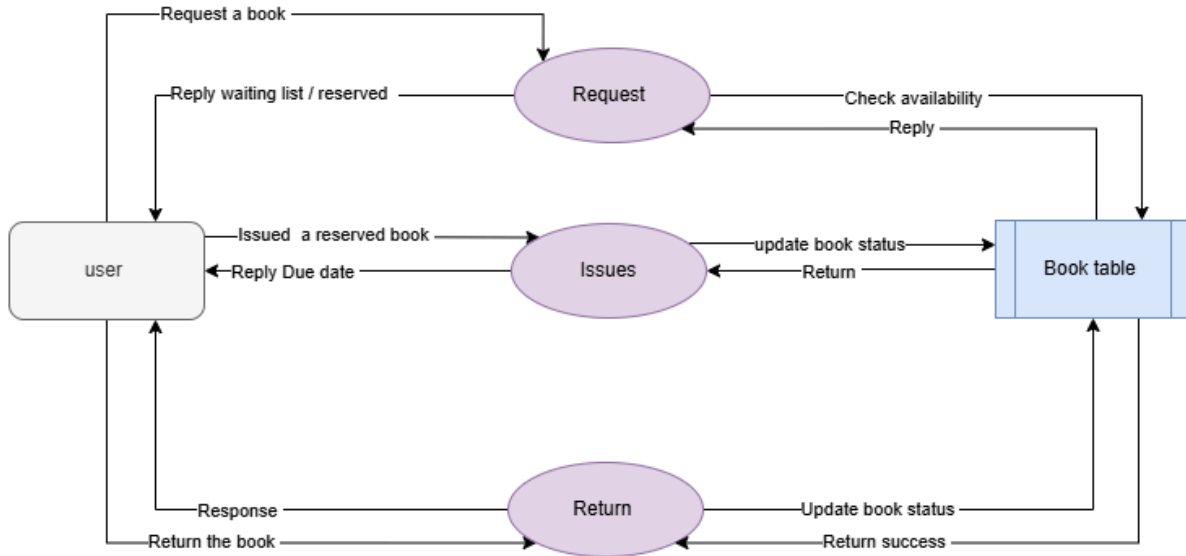 Request a book
Reply waiting list / reserved
Request
Check availability
Reply
user
Issued a reserved book
Reply Due date
Issues
update book status
Return
Book table
Response
Return the book
Return
Update book status
Return success